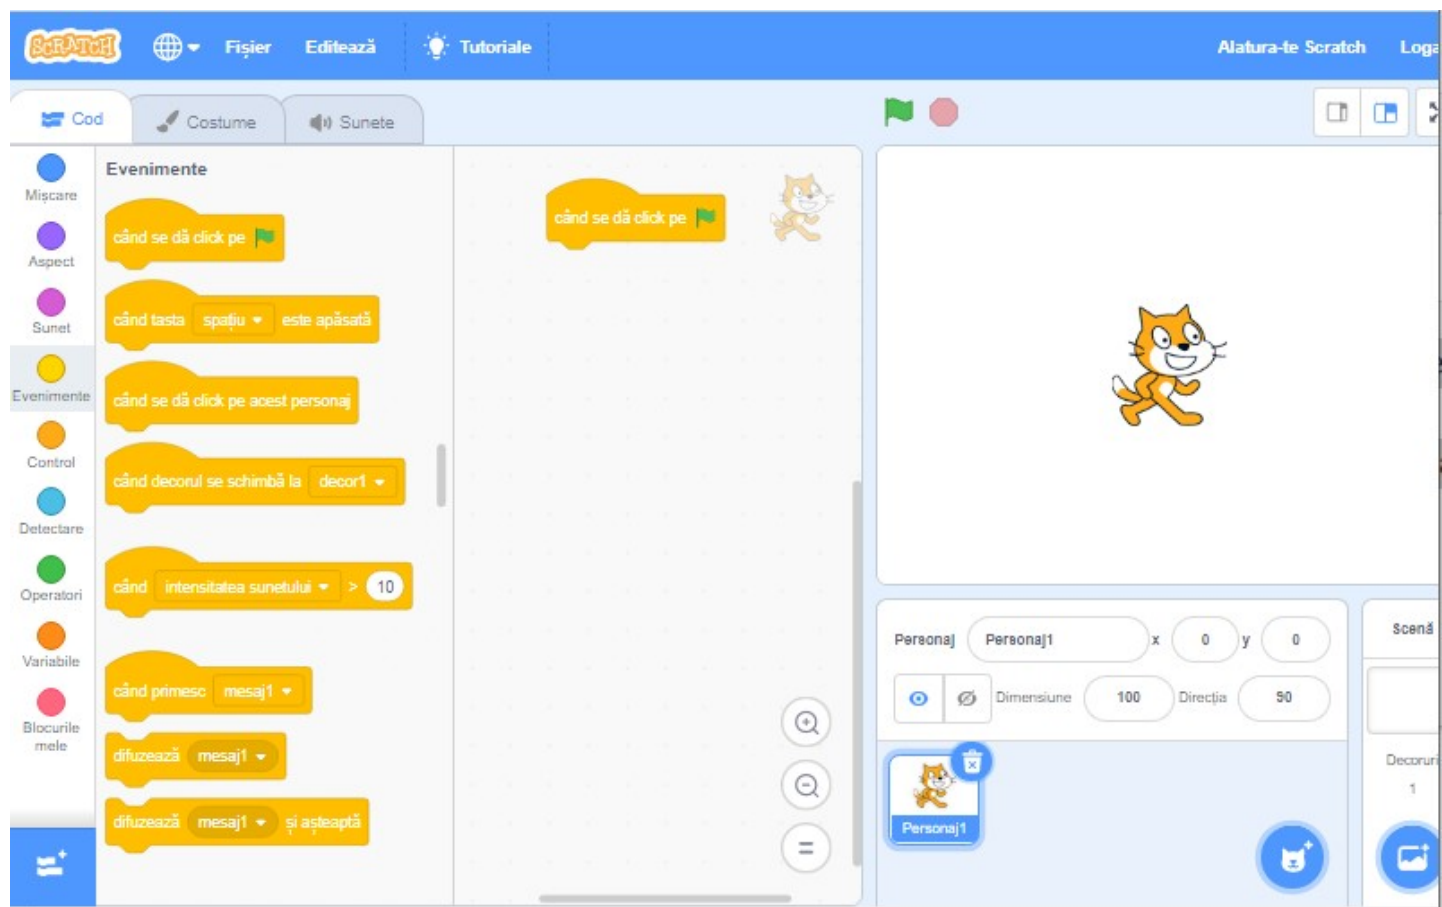 SCRATCH Fișier Editează Tutoriale Alatura-te Scratch
Cod Costume Sunete
Mișcare
Aspect
Sunet
Evenimente
Control
Detectare
Operatori
Variabile
Blocurile
mele
Evenimente
când se dă click pe
când tasta spațiu este apăsată
când se dă click pe acest personaj
când decorul se schimbă la decor1
când intensitatea sunetului > 10
când primesc mesaj1
difuzează mesaj1
difuzează mesaj1 și așteaptă
când se dă click pe
Personaj Personaj1 x 0 y 0
Dimensiune 100 Direcția 90
Personaj1
Scenă
Decoruri
1